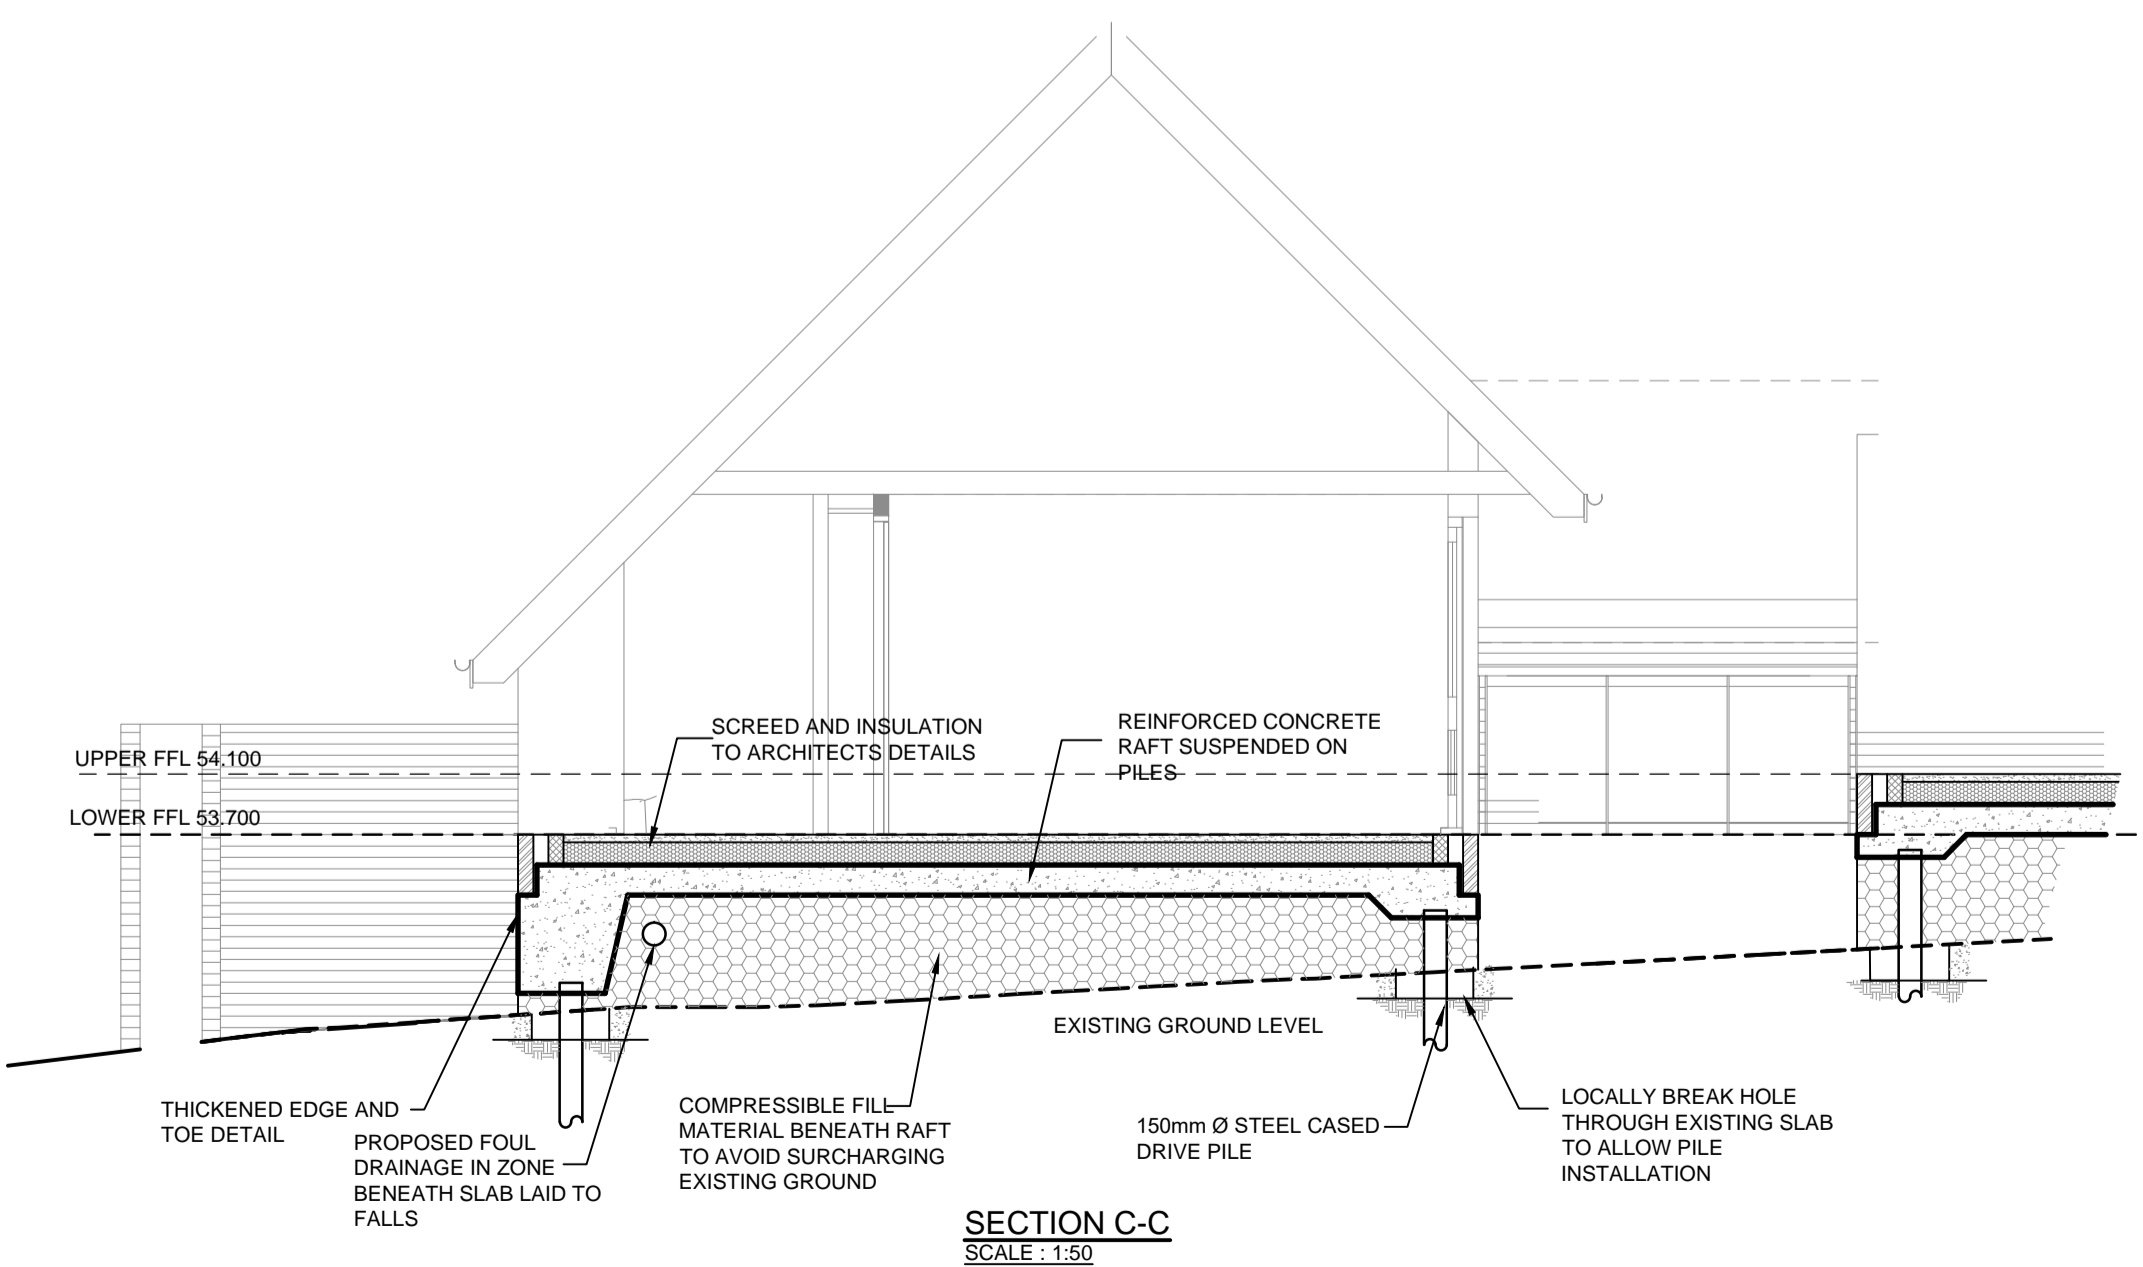 SCREED AND INSULATION
TO ARCHITECTS DETAILS
REINFORCED CONCRETE
RAFT SUSPENDED ON
PILES
UPPER FFL 54.100
LOWER FFL 53.700
EXISTING GROUND LEVEL
THICKENED EDGE AND
TOE DETAIL
PROPOSED FOUL
DRAINAGE IN ZONE
BENEATH SLAB LAID TO
FALLS
COMPRESSIBLE FILL
MATERIAL BENEATH RAFT
TO AVOID SURCHARGING
EXISTING GROUND
150mm Ø STEEL CASED
DRIVE PILE
LOCALLY BREAK HOLE
THROUGH EXISTING SLAB
TO ALLOW PILE
INSTALLATION
SECTION C-C
SCALE : 1:50